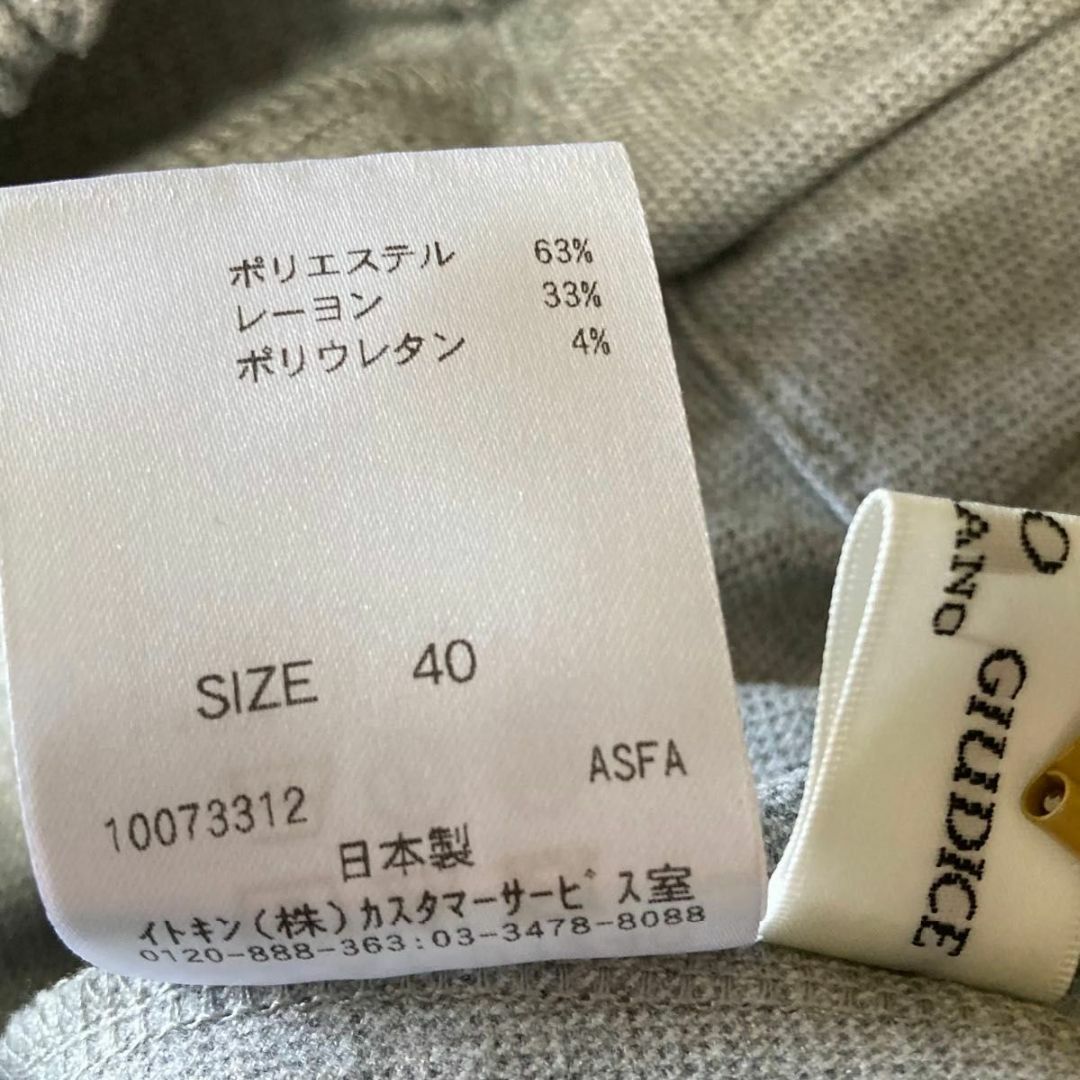 ポリエステル 63%
レーヨン 33%
ポリウレタン 4%
SIZE 40
ASFA
10073312
日本製
イトキン(株)カスタマーサービス室
0120-888-363:03-3478-8088
GIUDICE